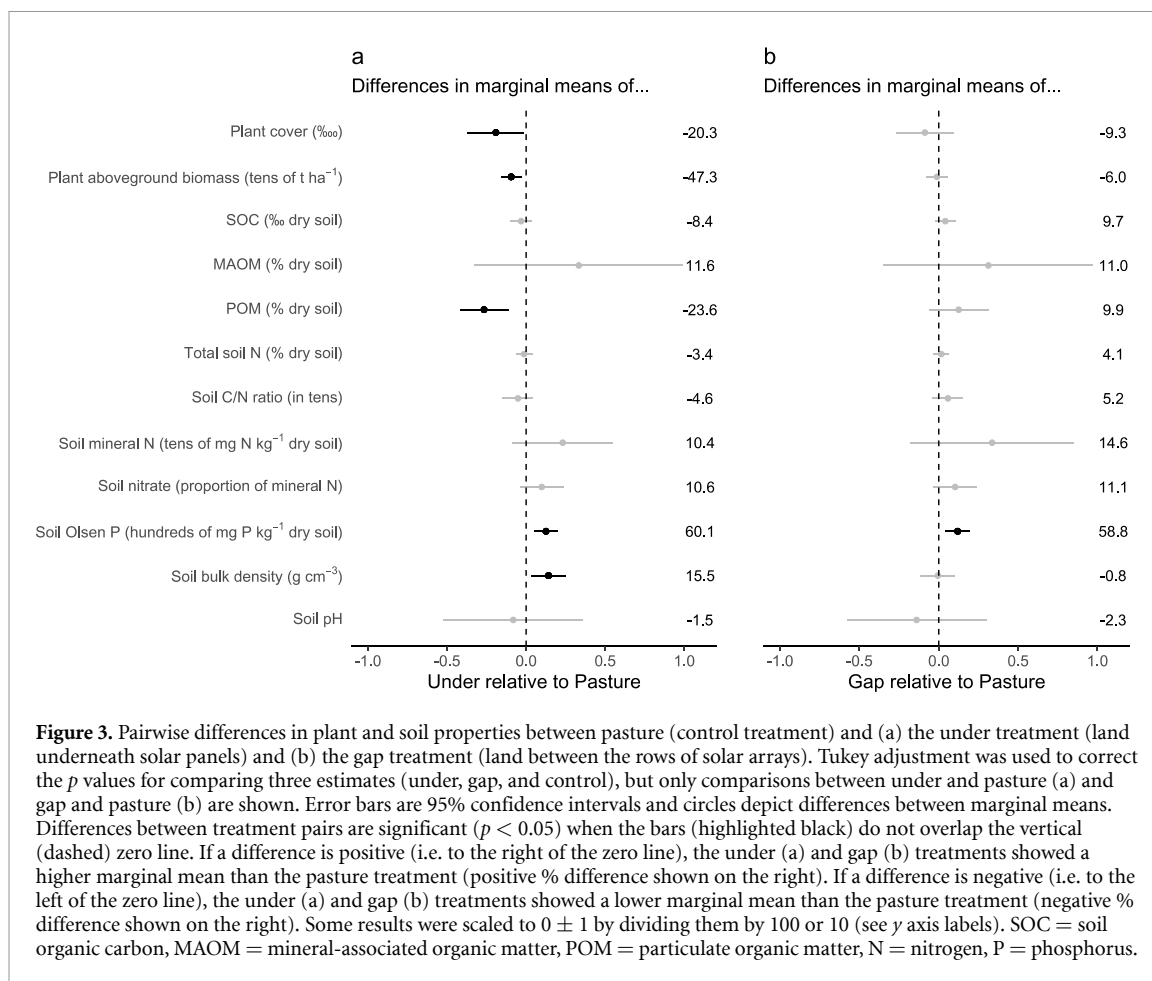 a
Differences in marginal means of...
b
Differences in marginal means of...
Plant cover (‱) -20.3 -9.3
Plant aboveground biomass (tens of t ha⁻¹) -47.3 -6.0
SOC (‰ dry soil) -8.4 9.7
MAOM (% dry soil) 11.6 11.0
POM (% dry soil) -23.6 9.9
Total soil N (% dry soil) -3.4 4.1
Soil C/N ratio (in tens) -4.6 5.2
Soil mineral N (tens of mg N kg⁻¹ dry soil) 10.4 14.6
Soil nitrate (proportion of mineral N) 10.6 11.1
Soil Olsen P (hundreds of mg P kg⁻¹ dry soil) 60.1 58.8
Soil bulk density (g cm⁻³) 15.5 -0.8
Soil pH -1.5 -2.3
-1.0 -0.5 0.0 0.5 1.0 -1.0 -0.5 0.0 0.5 1.0
Under relative to Pasture Gap relative to Pasture
Figure 3. Pairwise differences in plant and soil properties between pasture (control treatment) and (a) the under treatment (land
underneath solar panels) and (b) the gap treatment (land between the rows of solar arrays). Tukey adjustment was used to correct
the p values for comparing three estimates (under, gap, and control), but only comparisons between under and pasture (a) and
gap and pasture (b) are shown. Error bars are 95% confidence intervals and circles depict differences between marginal means.
Differences between treatment pairs are significant (p < 0.05) when the bars (highlighted black) do not overlap the vertical
(dashed) zero line. If a difference is positive (i.e. to the right of the zero line), the under (a) and gap (b) treatments showed a
higher marginal mean than the pasture treatment (positive % difference shown on the right). If a difference is negative (i.e. to the
left of the zero line), the under (a) and gap (b) treatments showed a lower marginal mean than the pasture treatment (negative %
difference shown on the right). Some results were scaled to 0 ± 1 by dividing them by 100 or 10 (see y axis labels). SOC = soil
organic carbon, MAOM = mineral-associated organic matter, POM = particulate organic matter, N = nitrogen, P = phosphorus.